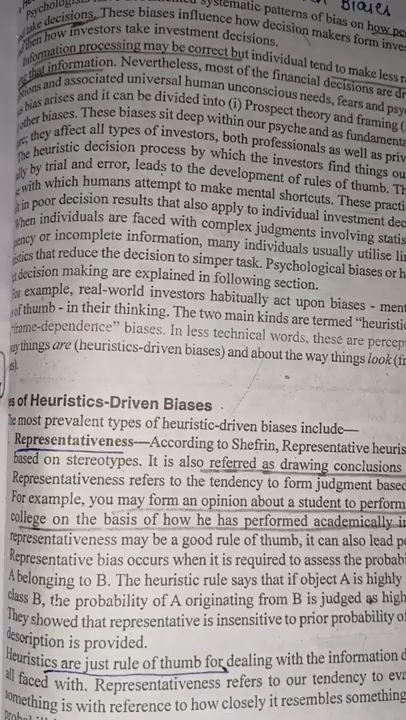 Biases
systematic patterns of bias on how pe
take decisions. These biases influence how decision makers form inves
then how investors take investment decisions.
Information processing may be correct but individual tend to make less r
that information. Nevertheless, most of the financial decisions are dr
and associated universal human unconscious needs, fears and psy
bias arises and it can be divided into (i) Prospect theory and framing (
other biases. These biases sit deep within our psyche and as fundamenta
they affect all types of investors, both professionals as well as priv
The heuristic decision process by which the investors find things ou
by trial and error, leads to the development of rules of thumb. Th
with which humans attempt to make mental shortcuts. These practi
in poor decision results that also apply to individual investment dec
When individuals are faced with complex judgments involving statis
ency or incomplete information, many individuals usually utilise li
istics that reduce the decision to simper task. Psychological biases or h
decision making are explained in following section.
For example, real-world investors habitually act upon biases - ment
of thumb - in their thinking. The two main kinds are termed "heuristic
"frame-dependence" biases. In less technical words, these are percep
ay things are (heuristics-driven biases) and about the way things look (fr
es).
es of Heuristics-Driven Biases
he most prevalent types of heuristic-driven biases include—
. Representativeness—According to Shefrin, Representative heuris
based on stereotypes. It is also referred as drawing conclusions
Representativeness refers to the tendency to form judgment based
For example, you may form an opinion about a student to perform
college on the basis of how he has performed academically in
representativeness may be a good rule of thumb, it can also lead pe
Representative bias occurs when it is required to assess the probabi
A belonging to B. The heuristic rule says that if object A is highly
class B, the probability of A originating from B is judged as high
They showed that representative is insensitive to prior probability of
description is provided.
Heuristics are just rule of thumb for dealing with the information
all faced with. Representativeness refers to our tendency to eva
something is with reference to how closely it resembles something